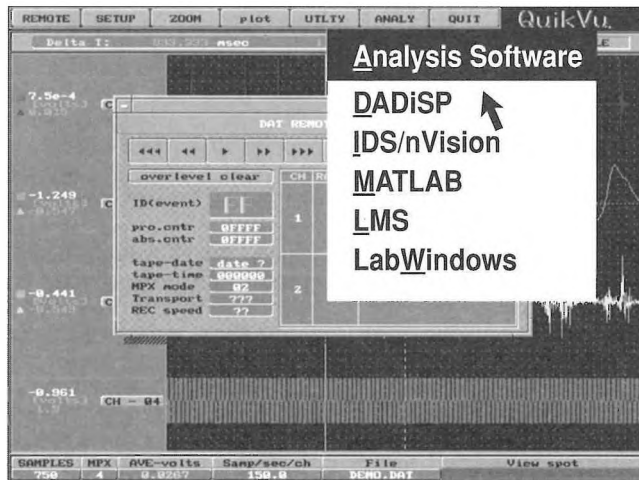 REMOTE SETUP ZOOM plot UTLTY ANALY QUIT QuikVu
Delta T: msec
Analysis Software
DADiSP
IDS/nVision
MATLAB
LMS
LabWindows
7.5e-4
DAT REMO
overlevel clear CH
ID(event)
1
-1.249
pro.cntr 0FFFF
abs.cntr 0FFFF
tape-date date ?
tape-time 000000
MPX mode 02
2
-0.441
Transport ???
REC speed ??
-0.961
CH - 04
SAMPLES MPX AVE-volts Samp/sec/ch File View spot
750 4 0.0267 150.0 DEMO.DAT